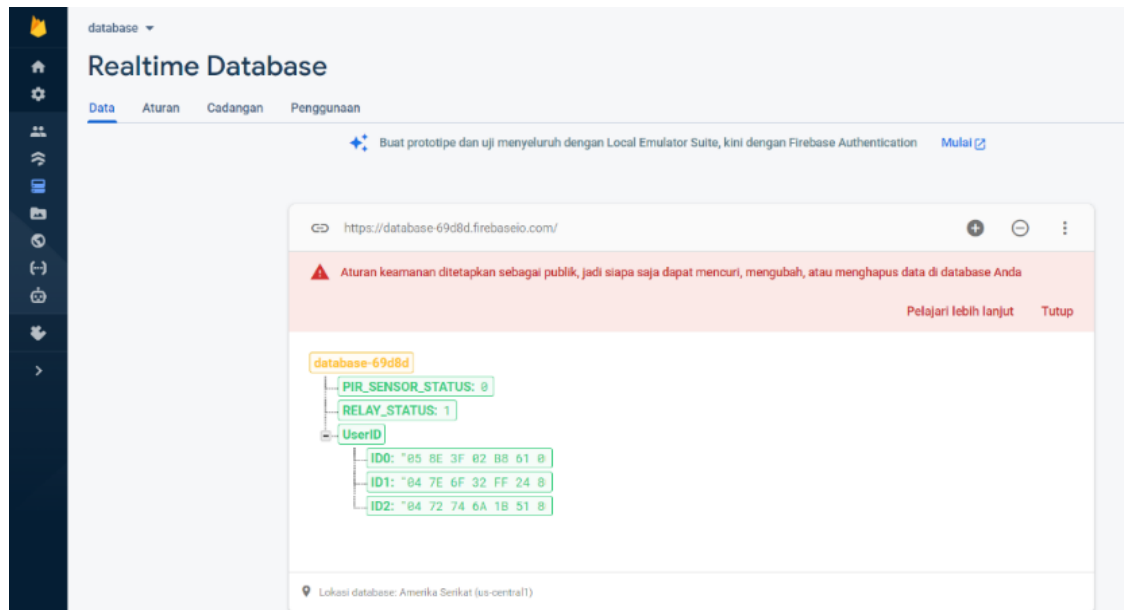 database
Realtime Database
Data Aturan Cadangan Penggunaan
Buat prototipe dan uji menyeluruh dengan Local Emulator Suite, kini dengan Firebase Authentication Mulai
https://database-69d8d.firebaseio.com/
Aturan keamanan ditetapkan sebagai publik, jadi siapa saja dapat mencuri, mengubah, atau menghapus data di database Anda
Pelajari lebih lanjut Tutup
database-69d8d
PIR_SENSOR_STATUS: 0
RELAY_STATUS: 1
UserID
ID0: "05 8E 3F 02 B8 61 0
ID1: "04 7E 6F 32 FF 24 8
ID2: "04 72 74 6A 1B 51 8
Lokasi database: Amerika Serikat (us-central1)